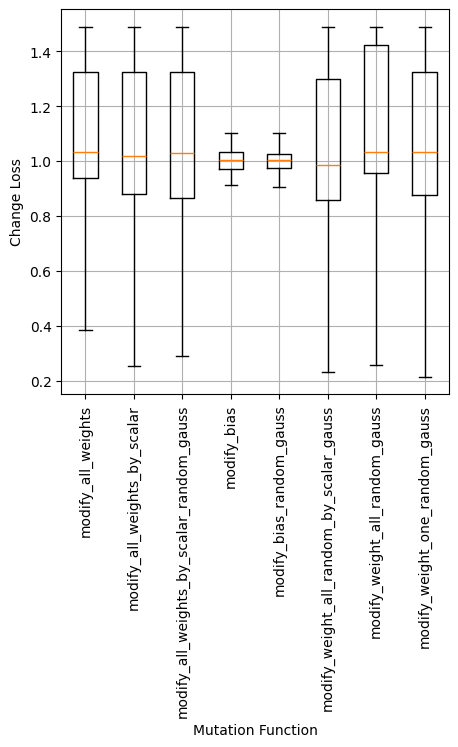 1.4
1.2
1.0
0.8
0.6
0.4
0.2
Change Loss
modify_all_weights
modify_all_weights_by_scalar
modify_all_weights_by_scalar_random_gauss
modify_bias
modify_bias_random_gauss
modify_weight_all_random_by_scalar_gauss
modify_weight_all_random_gauss
modify_weight_one_random_gauss
Mutation Function